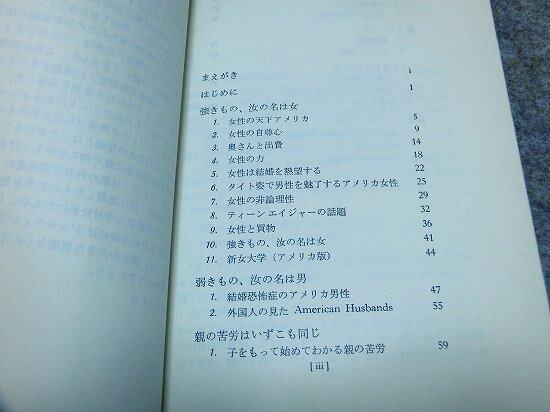 まえがき i
はじめに 1
強きもの、汝の名は女
1. 女性の天下アメリカ 5
2. 女性の自尊心 9
3. 奥さんと出費 14
4. 女性の力 18
5. 女性は結婚を熱望する 22
6. タイト姿で男性を魅了するアメリカ女性 25
7. 女性の非論理性 29
8. ティーンエイジャーの話題 32
9. 女性と買物 36
10. 強きもの、汝の名は女 41
11. 新女大学（アメリカ版） 44
弱きもの、汝の名は男
1. 結婚恐怖症のアメリカ男性 47
2. 外国人の見た American Husbands 55
親の苦労はいずこも同じ
1. 子をもって始めてわかる親の苦労 59
[ iii ]